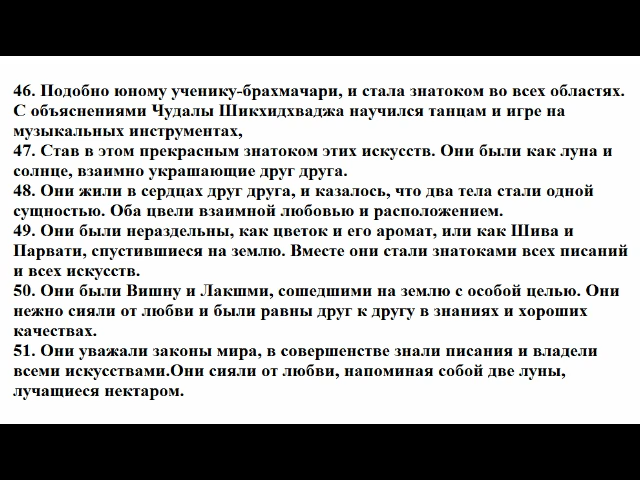 46. Подобно юному ученику-брахмачари, и стала знатоком во всех областях.
С объяснениями Чудалы Шикхидхваджа научился танцам и игре на
музыкальных инструментах,
47. Став в этом прекрасным знатоком этих искусств. Они были как луна и
солнце, взаимно украшающие друг друга.
48. Они жили в сердцах друг друга, и казалось, что два тела стали одной
сущностью. Оба цвели взаимной любовью и расположением.
49. Они были нераздельны, как цветок и его аромат, или как Шива и
Парвати, спустившиеся на землю. Вместе они стали знатоками всех писаний
и всех искусств.
50. Они были Вишну и Лакшми, сошедшими на землю с особой целью. Они
нежно сияли от любви и были равны друг к другу в знаниях и хороших
качествах.
51. Они уважали законы мира, в совершенстве знали писания и владели
всеми искусствами.Они сияли от любви, напоминая собой две луны,
лучащиеся нектаром.